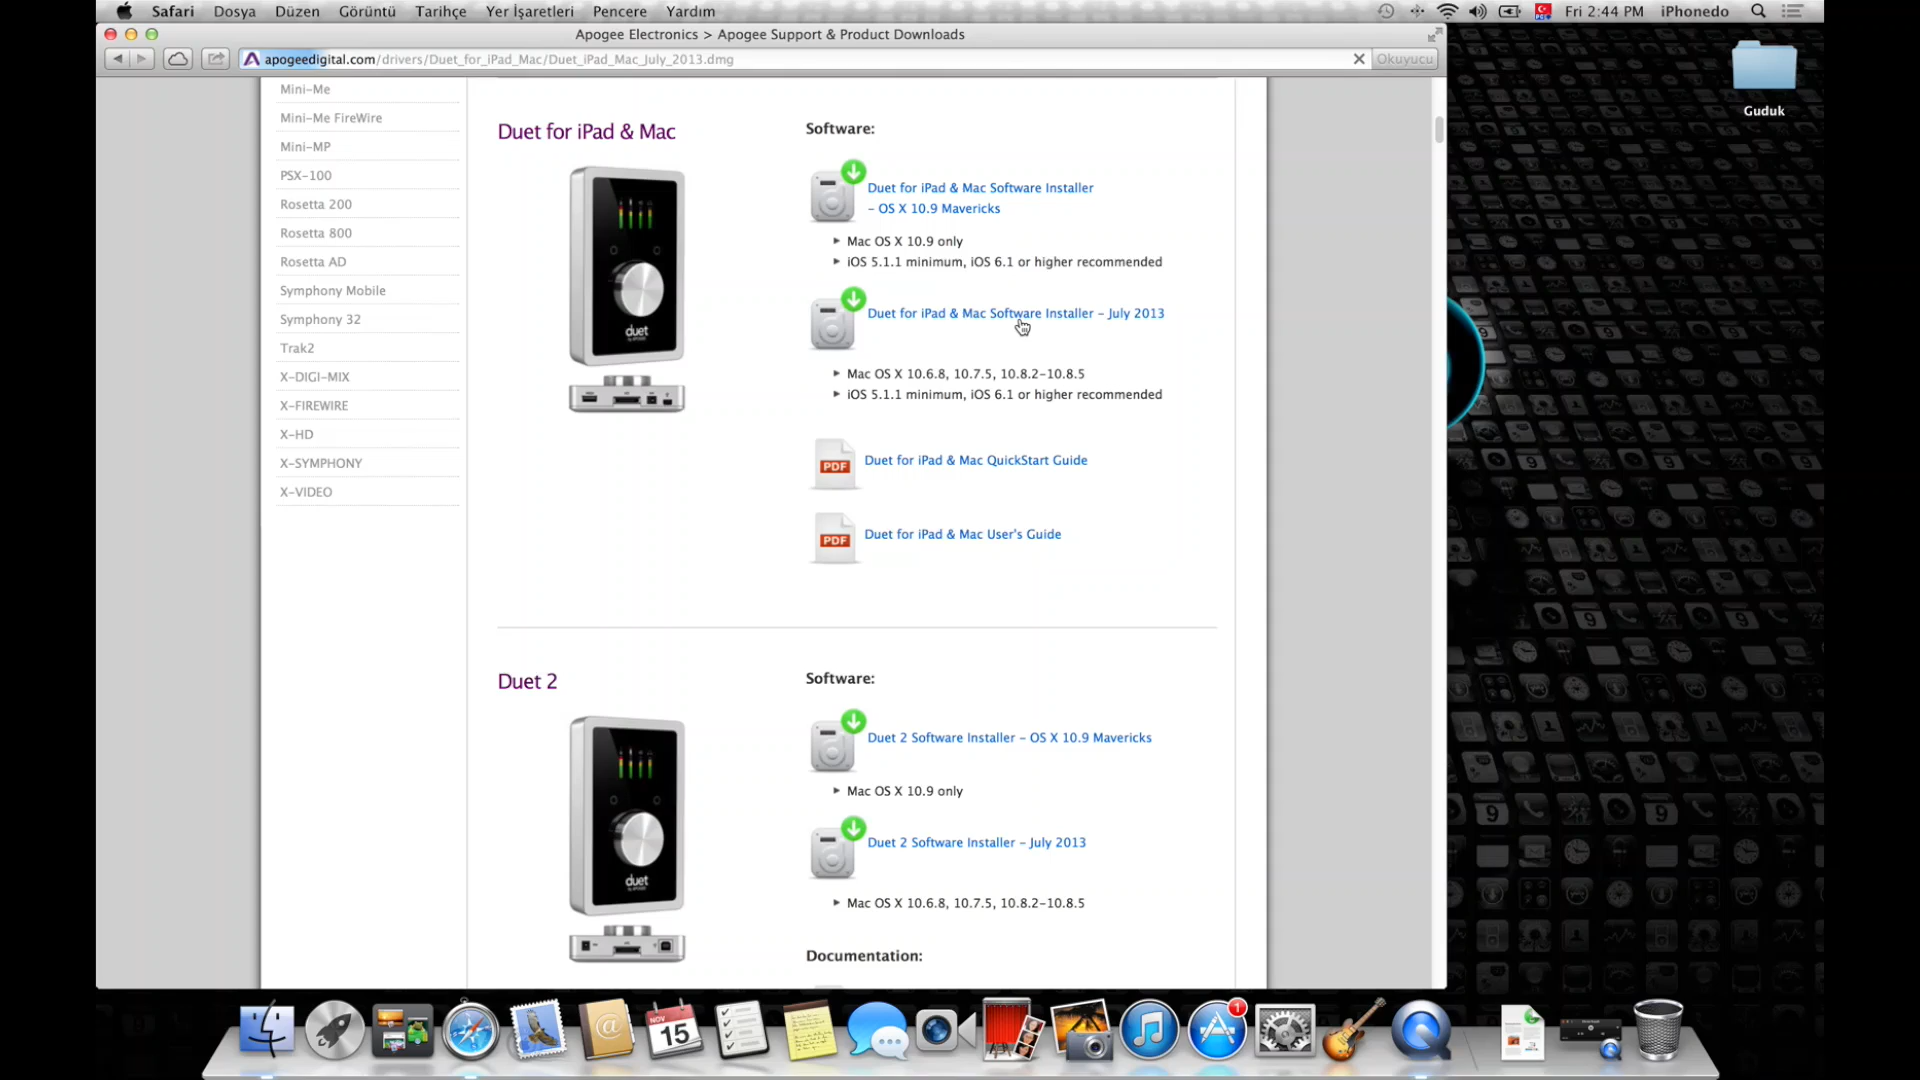 Safari Dosya Düzen Görüntü Tarihçe Yer İşaretleri Pencere Yardım Fri 2:44 PM iPhonedo
Apogee Electronics > Apogee Support & Product Downloads
apogeedigital.com/drivers/Duet_for_iPad_Mac/Duet_iPad_Mac_July_2013.dmg
Okuyucu
Guduk
Mini-Me
Mini-Me FireWire
Mini-MP
PSX-100
Rosetta 200
Rosetta 800
Rosetta AD
Symphony Mobile
Symphony 32
Trak2
X-DIGI-MIX
X-FIREWIRE
X-HD
X-SYMPHONY
X-VIDEO
Duet for iPad & Mac
duet
Software:
Duet for iPad & Mac Software Installer
– OS X 10.9 Mavericks
Mac OS X 10.9 only
iOS 5.1.1 minimum, iOS 6.1 or higher recommended
Duet for iPad & Mac Software Installer – July 2013
Mac OS X 10.6.8, 10.7.5, 10.8.2–10.8.5
iOS 5.1.1 minimum, iOS 6.1 or higher recommended
PDF
Duet for iPad & Mac QuickStart Guide
PDF
Duet for iPad & Mac User's Guide
Duet 2
duet
Software:
Duet 2 Software Installer – OS X 10.9 Mavericks
Mac OS X 10.9 only
Duet 2 Software Installer – July 2013
Mac OS X 10.6.8, 10.7.5, 10.8.2–10.8.5
Documentation:
NOV
15
1